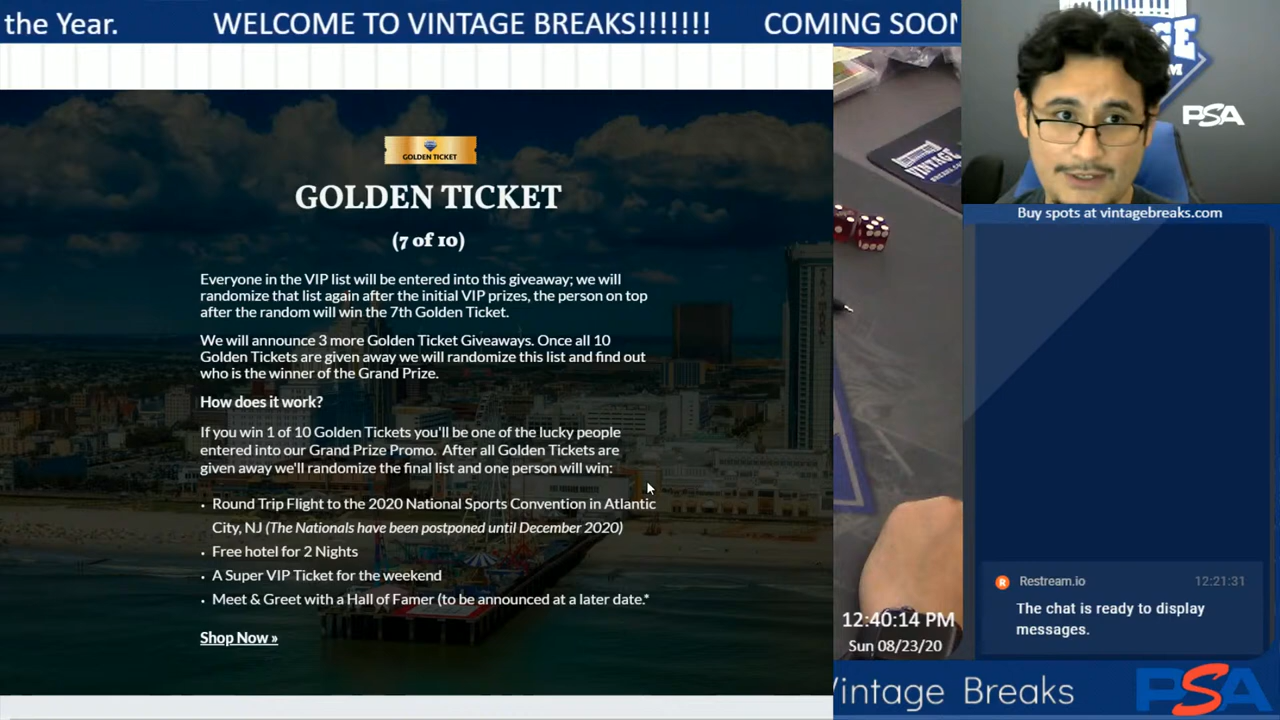 the Year. WELCOME TO VINTAGE BREAKS!!!!!!! COMING SOON
GOLDEN TICKET
GOLDEN TICKET
(7 of 10)
Everyone in the VIP list will be entered into this giveaway; we will
randomize that list again after the initial VIP prizes, the person on top
after the random will win the 7th Golden Ticket.
We will announce 3 more Golden Ticket Giveaways. Once all 10
Golden Tickets are given away we will randomize this list and find out
who is the winner of the Grand Prize.
How does it work?
If you win 1 of 10 Golden Tickets you'll be one of the lucky people
entered into our Grand Prize Promo. After all Golden Tickets are
given away we'll randomize the final list and one person will win:
• Round Trip Flight to the 2020 National Sports Convention in Atlantic
City, NJ (The Nationals have been postponed until December 2020)
• Free hotel for 2 Nights
• A Super VIP Ticket for the weekend
• Meet & Greet with a Hall of Famer (to be announced at a later date.*
Shop Now »
VINTAGE
PSA
Buy spots at vintagebreaks.com
Restream.io 12:21:31
The chat is ready to display
messages.
12:40:14 PM
Sun 08/23/20
Vintage Breaks
PSA